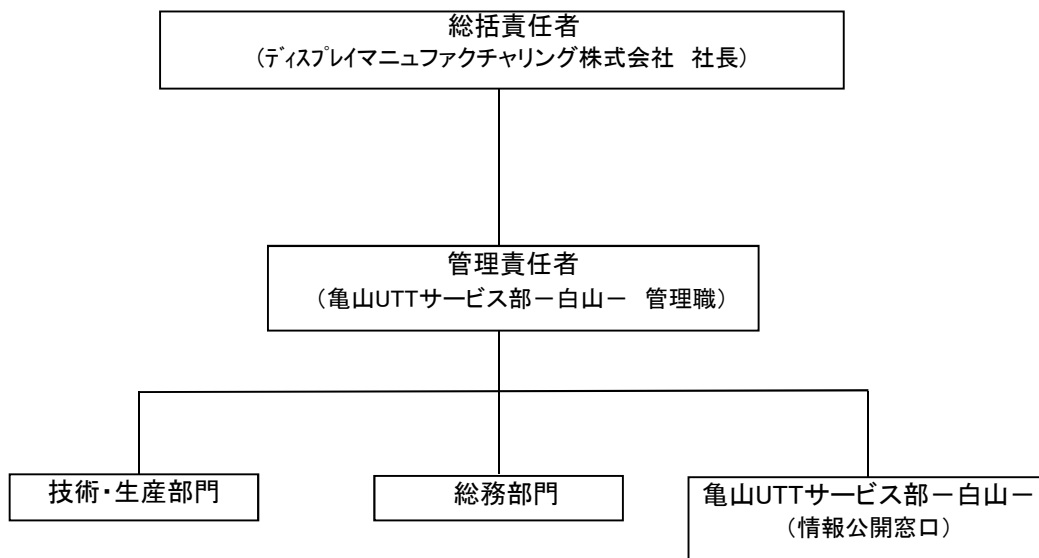 総括責任者
（ﾃﾞｨｽﾌﾟﾚｲマニュファクチャリング株式会社　社長）
管理責任者
（亀山UTTサービス部－白山－　管理職）
技術・生産部門
総務部門
亀山UTTサービス部－白山－
（情報公開窓口）